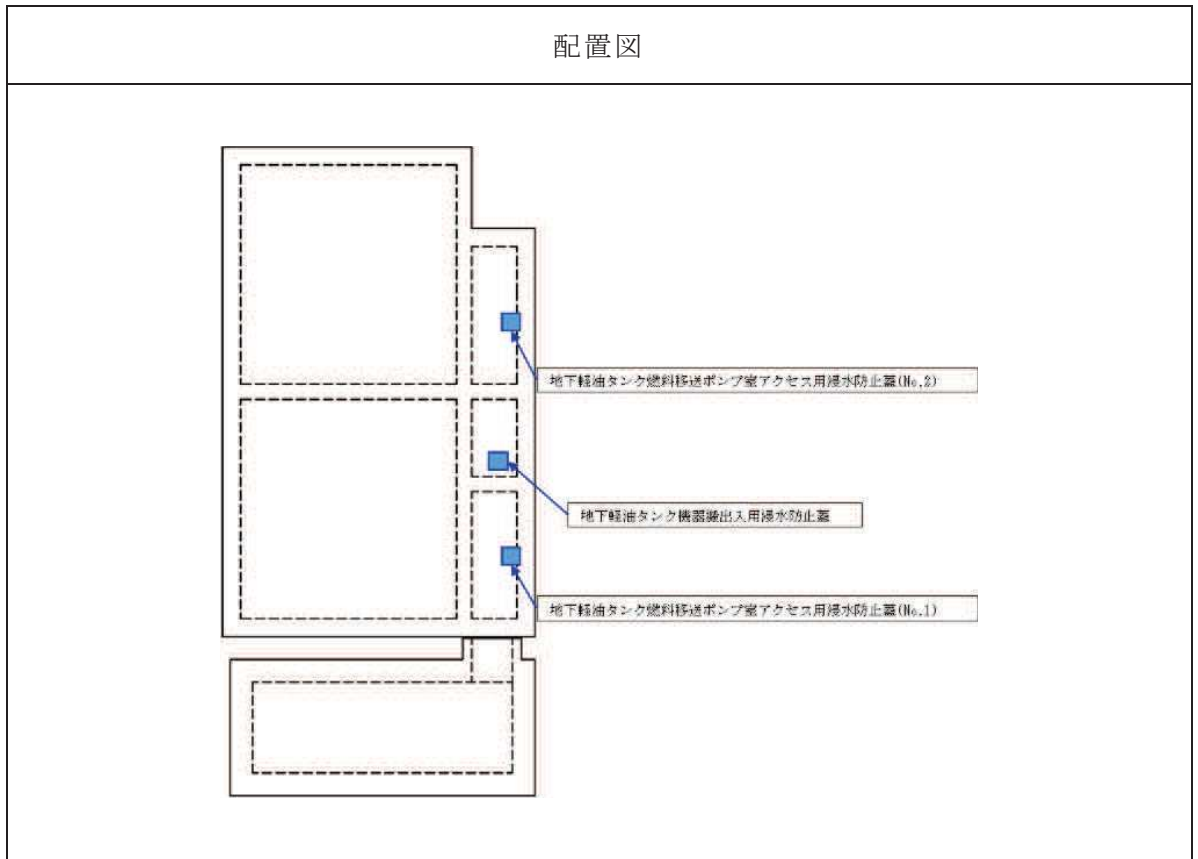 配置図
地下軽油タンク燃料移送ポンプ室アクセス用浸水防止蓋(No.2)
地下軽油タンク機器搬出入用浸水防止蓋
地下軽油タンク燃料移送ポンプ室アクセス用浸水防止蓋(No.1)